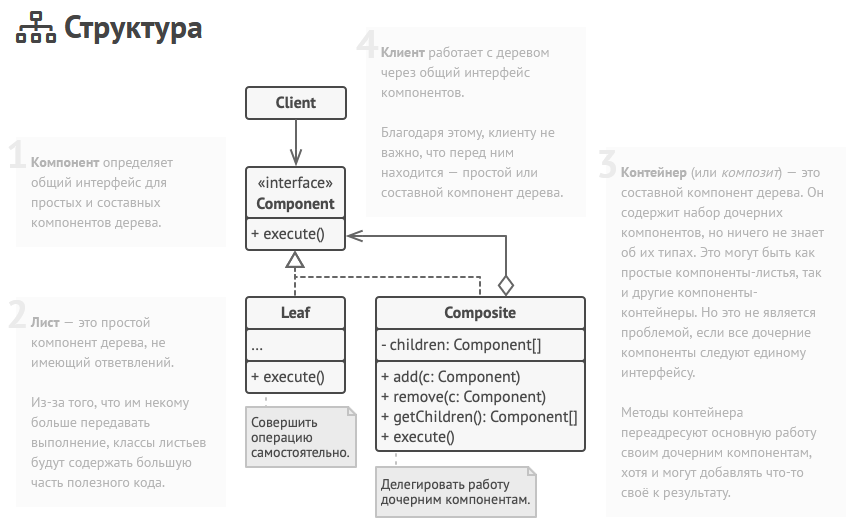 Структура
4
Клиент работает с деревом
через общий интерфейс
компонентов.
Благодаря этому, клиенту не
важно, что перед ним
находится — простой или
составной компонент дерева.
Client
1
Компонент определяет
общий интерфейс для
простых и составных
компонентов дерева.
«interface»
Component
+ execute()
3
Контейнер (или композит) — это
составной компонент дерева. Он
содержит набор дочерних
компонентов, но ничего не знает
об их типах. Это могут быть как
простые компоненты-листья, так
и другие компоненты-
контейнеры. Но это не является
проблемой, если все дочерние
компоненты следуют единому
интерфейсу.
Методы контейнера
переадресуют основную работу
своим дочерним компонентам,
хотя и могут добавлять что-то
своё к результату.
2
Лист — это простой
компонент дерева, не
имеющий ответвлений.
Из-за того, что им некому
больше передавать
выполнение, классы листьев
будут содержать большую
часть полезного кода.
Leaf
...
+ execute()
Совершить
операцию
самостоятельно.
Composite
- children: Component[]
+ add(c: Component)
+ remove(c: Component)
+ getChildren(): Component[]
+ execute()
Делегировать работу
дочерним компонентам.